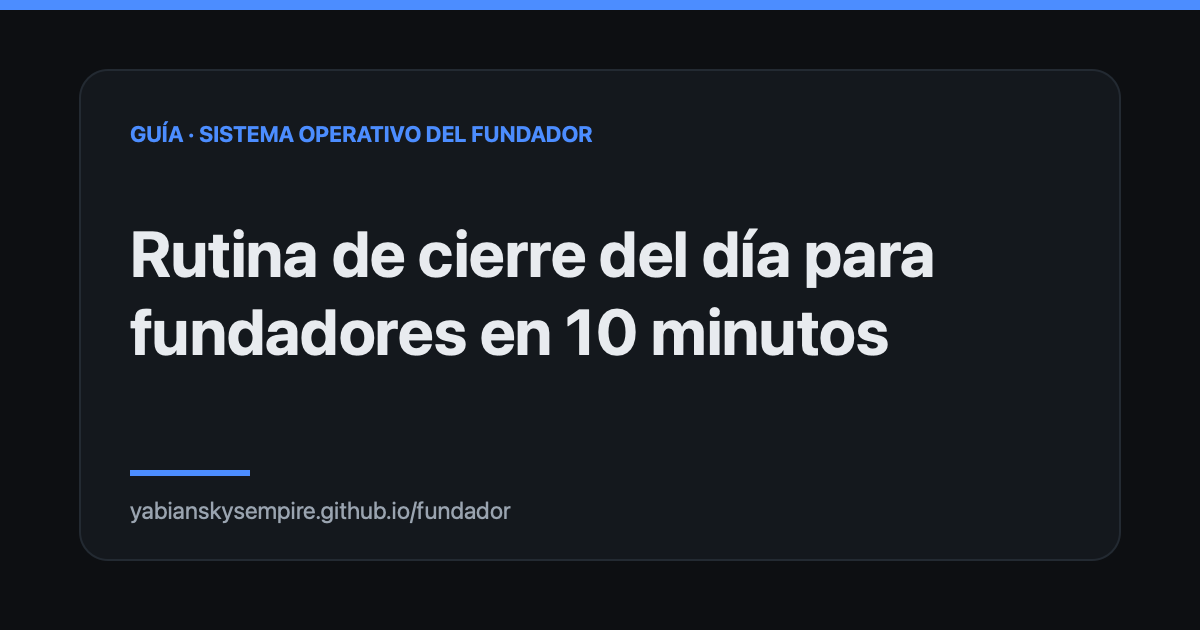 GUÍA · SISTEMA OPERATIVO DEL FUNDADOR
Rutina de cierre del día para
fundadores en 10 minutos
yabianskysempire.github.io/fundador